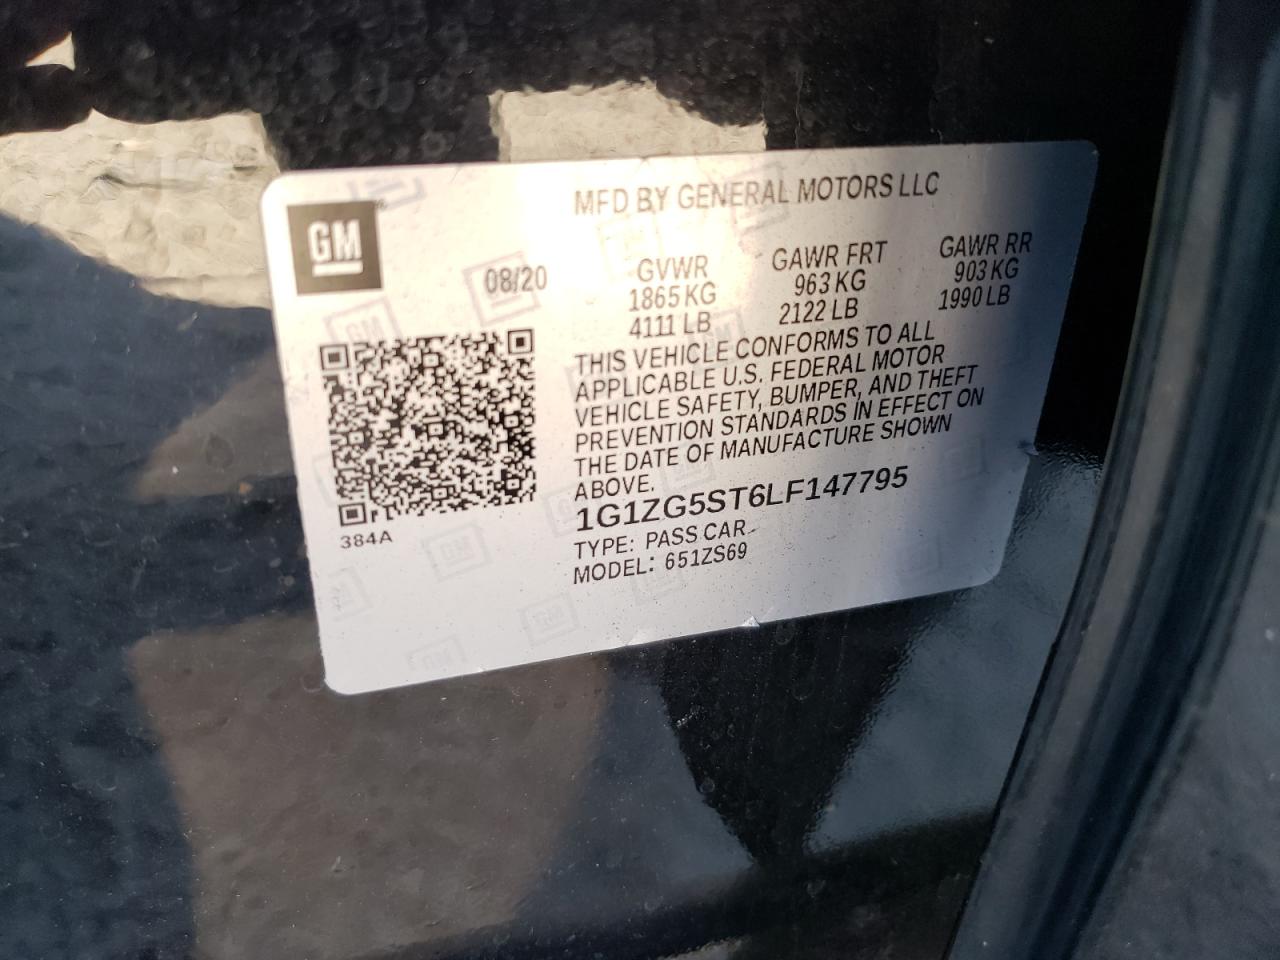 MFD BY GENERAL MOTORS LLC
GM
08/20
GVWR GAWR FRT GAWR RR
1865 KG 963 KG 903 KG
4111 LB 2122 LB 1990 LB
THIS VEHICLE CONFORMS TO ALL
APPLICABLE U.S. FEDERAL MOTOR
VEHICLE SAFETY, BUMPER, AND THEFT
PREVENTION STANDARDS IN EFFECT ON
THE DATE OF MANUFACTURE SHOWN
ABOVE.
1G1ZG5ST6LF147795
384A
TYPE: PASS CAR
MODEL: 651ZS69